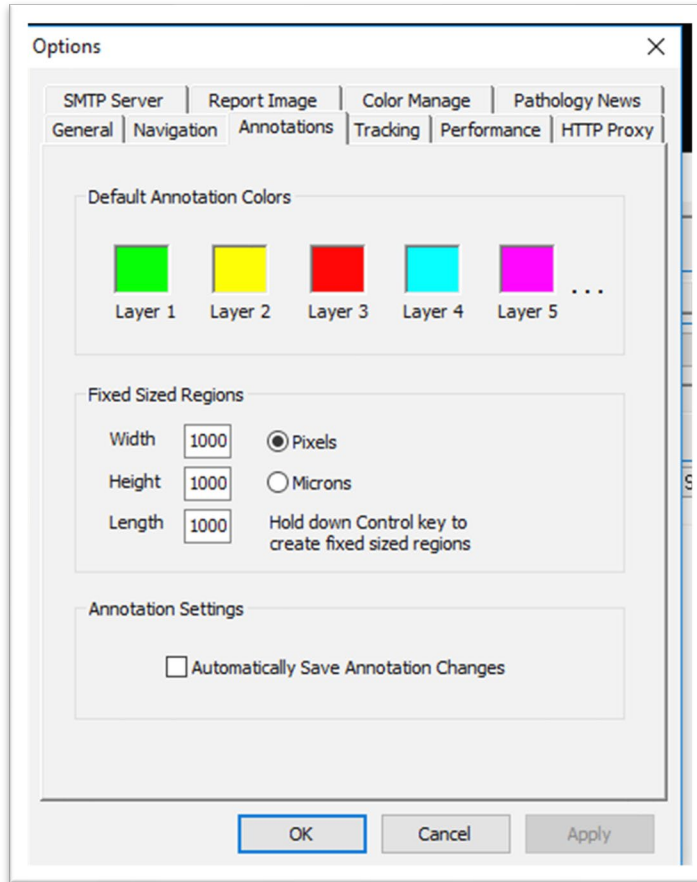 Options
SMTP Server Report Image Color Manage Pathology News
General Navigation Annotations Tracking Performance HTTP Proxy
Default Annotation Colors
Layer 1 Layer 2 Layer 3 Layer 4 Layer 5 ...
Fixed Sized Regions
Width 1000 Pixels
Height 1000 Microns
Length 1000 Hold down Control key to
create fixed sized regions
Annotation Settings
Automatically Save Annotation Changes
OK Cancel Apply